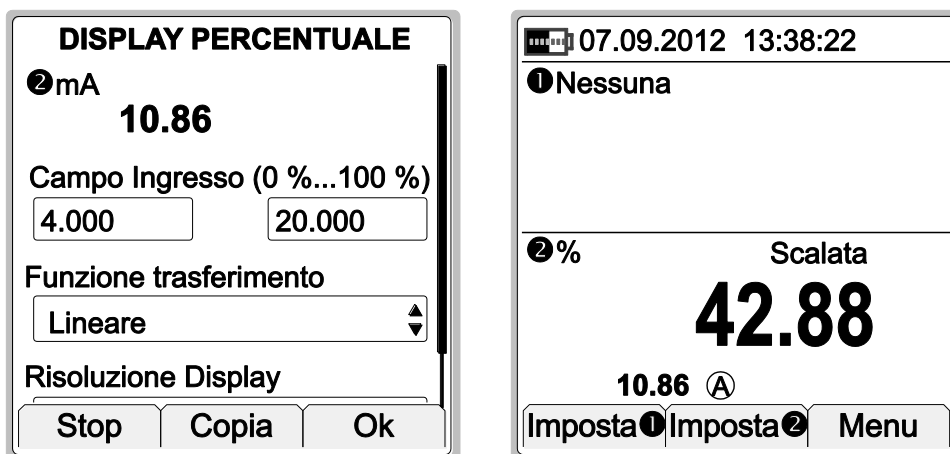 DISPLAY PERCENTUALE
❷mA
10.86
Campo Ingresso (0 %...100 %)
4.000 20.000
Funzione trasferimento
Lineare
Risoluzione Display
Stop Copia Ok
07.09.2012 13:38:22
❶Nessuna
❷% Scalata
42.88
10.86 Ⓐ
Imposta❶ Imposta❷ Menu